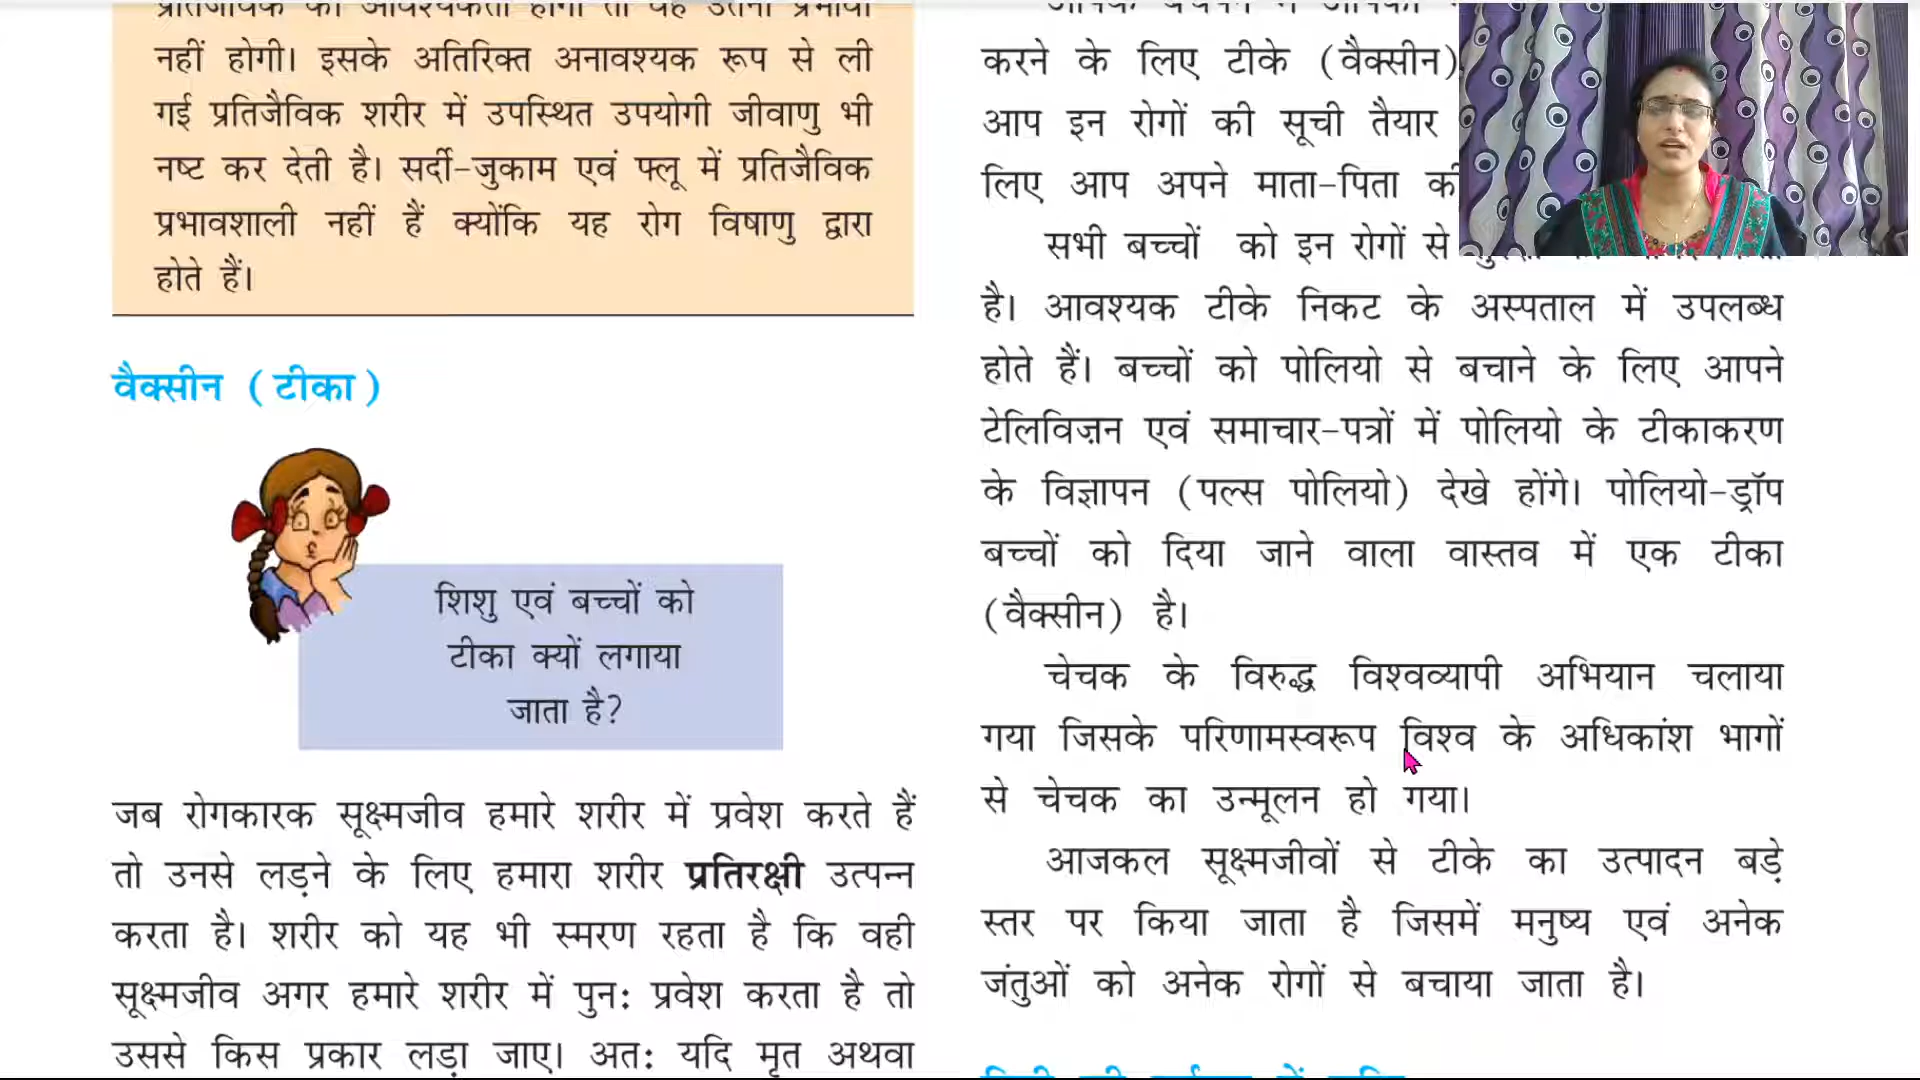 नहीं होगी। इसके अतिरिक्त अनावश्यक रूप से ली
गई प्रतिजैविक शरीर में उपस्थित उपयोगी जीवाणु भी
नष्ट कर देती है। सर्दी-जुकाम एवं फ्लू में प्रतिजैविक
प्रभावशाली नहीं हैं क्योंकि यह रोग विषाणु द्वारा
होते हैं।
वैक्सीन (टीका)
शिशु एवं बच्चों को
टीका क्यों लगाया
जाता है?
जब रोगकारक सूक्ष्मजीव हमारे शरीर में प्रवेश करते हैं
तो उनसे लड़ने के लिए हमारा शरीर प्रतिरक्षी उत्पन्न
करता है। शरीर को यह भी स्मरण रहता है कि वही
सूक्ष्मजीव अगर हमारे शरीर में पुन: प्रवेश करता है तो
उससे किस प्रकार लड़ा जाए। अत: यदि मृत अथवा
करने के लिए टीके (वैक्सीन)
आप इन रोगों की सूची तैयार
लिए आप अपने माता-पिता की
सभी बच्चों को इन रोगों से
है। आवश्यक टीके निकट के अस्पताल में उपलब्ध
होते हैं। बच्चों को पोलियो से बचाने के लिए आपने
टेलिविज़न एवं समाचार-पत्रों में पोलियो के टीकाकरण
के विज्ञापन (पल्स पोलियो) देखे होंगे। पोलियो-ड्रॉप
बच्चों को दिया जाने वाला वास्तव में एक टीका
(वैक्सीन) है।
चेचक के विरुद्ध विश्वव्यापी अभियान चलाया
गया जिसके परिणामस्वरूप विश्व के अधिकांश भागों
से चेचक का उन्मूलन हो गया।
आजकल सूक्ष्मजीवों से टीके का उत्पादन बड़े
स्तर पर किया जाता है जिसमें मनुष्य एवं अनेक
जंतुओं को अनेक रोगों से बचाया जाता है।